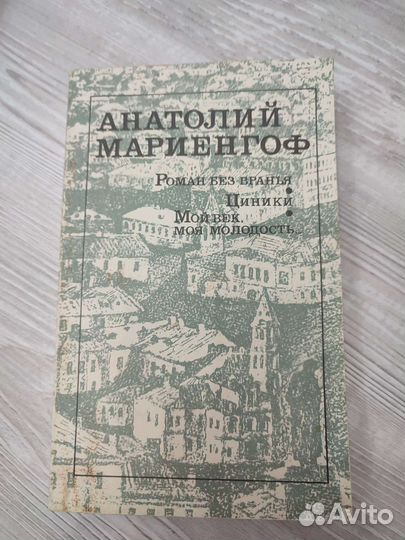 АНАТОЛИЙ
МАРИЕНГОФ
РОМАН БЕЗ ВРАНЬЯ
•
ЦИНИКИ
•
МОЙ ВЕК,
МОЯ МОЛОДОСТЬ...
Avito